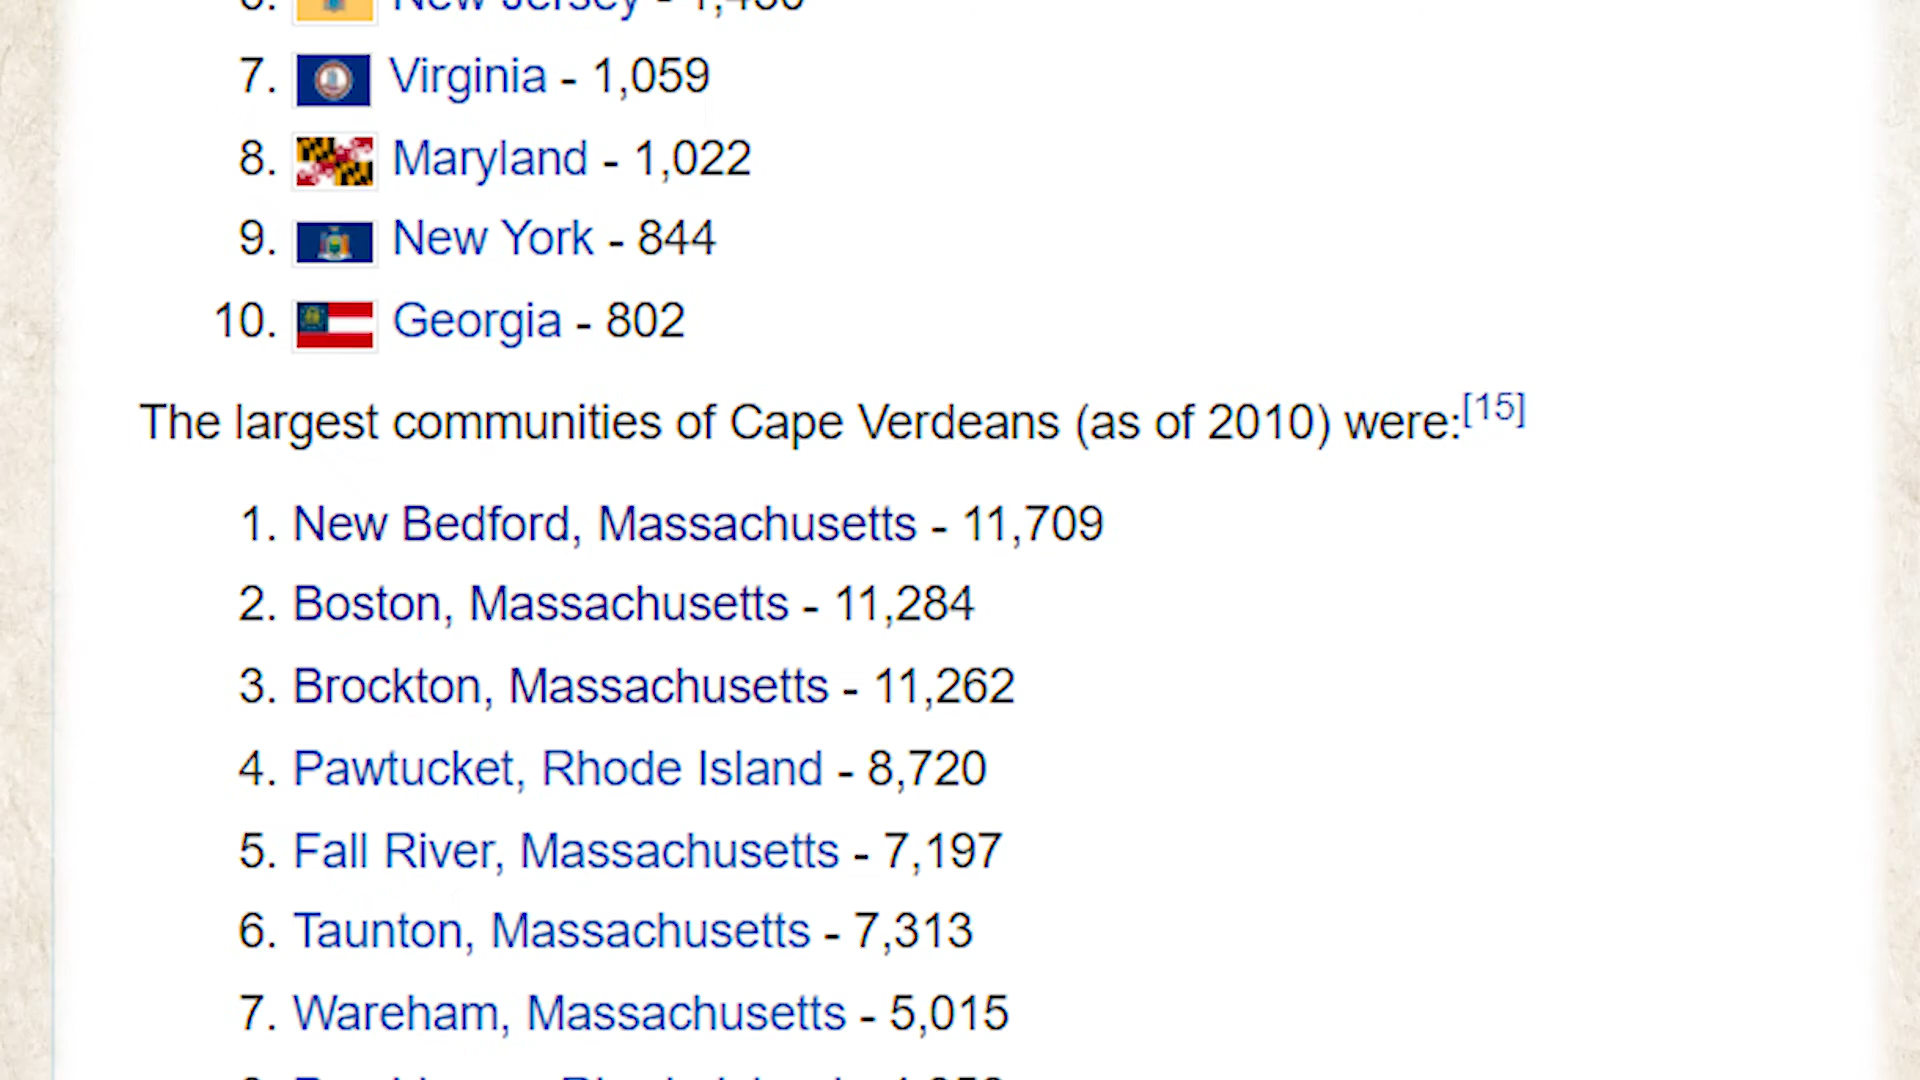 7. Virginia - 1,059
8. Maryland - 1,022
9. New York - 844
10. Georgia - 802
The largest communities of Cape Verdeans (as of 2010) were:[15]
1. New Bedford, Massachusetts - 11,709
2. Boston, Massachusetts - 11,284
3. Brockton, Massachusetts - 11,262
4. Pawtucket, Rhode Island - 8,720
5. Fall River, Massachusetts - 7,197
6. Taunton, Massachusetts - 7,313
7. Wareham, Massachusetts - 5,015